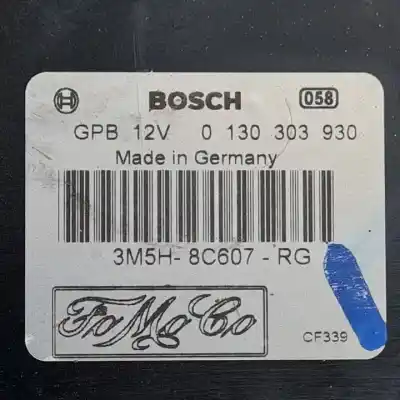 BOSCH 058
GPB 12V 0 130 303 930
Made in Germany
3M5H-8C607-RG
FoMoCo
CF339